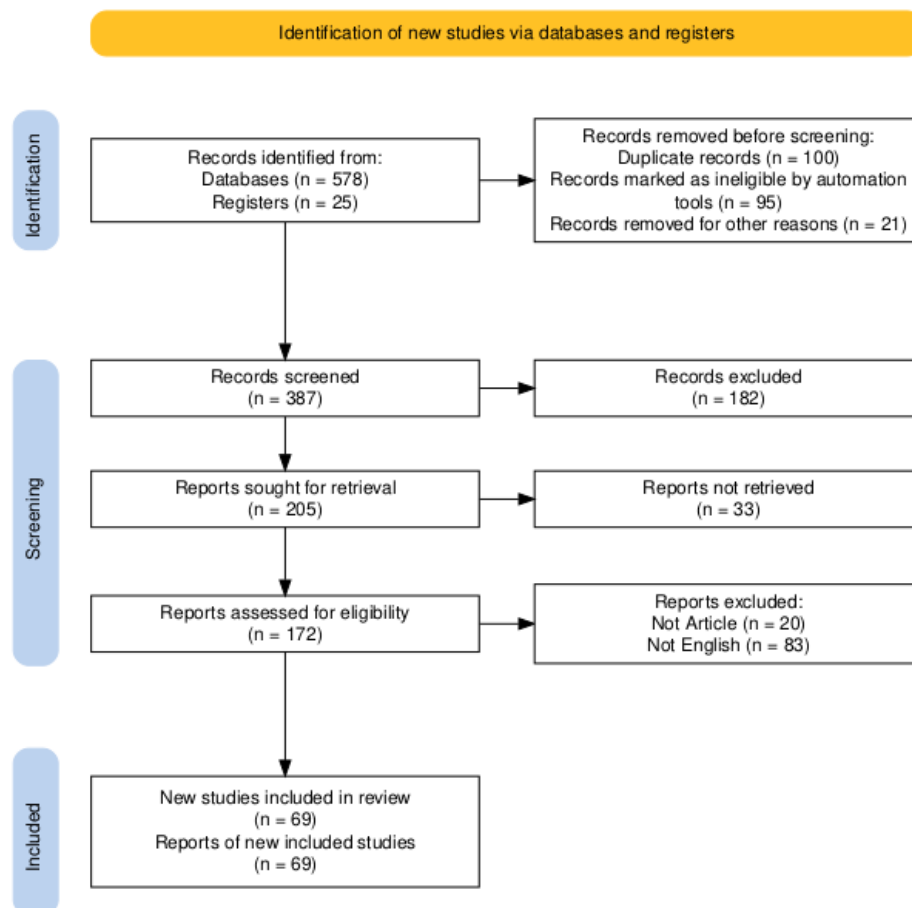 Identification of new studies via databases and registers
Identification
Records identified from:
Databases (n = 578)
Registers (n = 25)
Records removed before screening:
Duplicate records (n = 100)
Records marked as ineligible by automation
tools (n = 95)
Records removed for other reasons (n = 21)
Screening
Records screened
(n = 387)
Records excluded
(n = 182)
Reports sought for retrieval
(n = 205)
Reports not retrieved
(n = 33)
Reports assessed for eligibility
(n = 172)
Reports excluded:
Not Article (n = 20)
Not English (n = 83)
Included
New studies included in review
(n = 69)
Reports of new included studies
(n = 69)